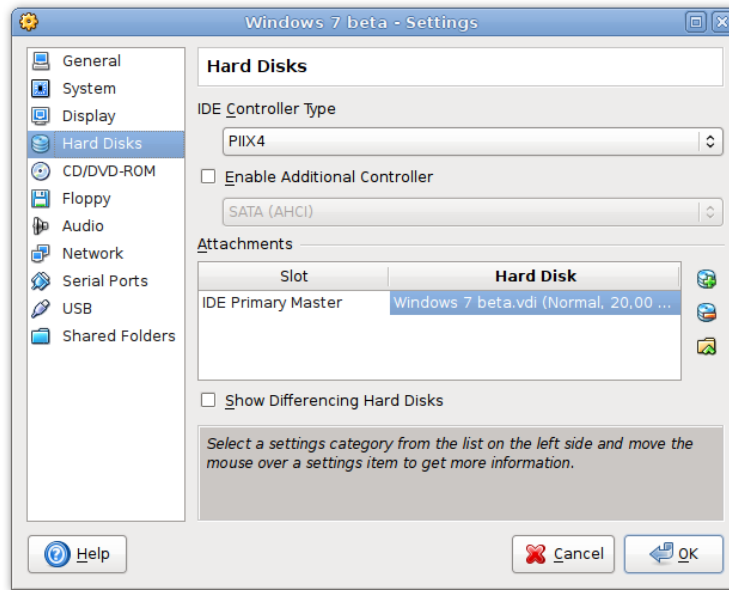 Windows 7 beta - Settings
General
System
Display
Hard Disks
CD/DVD-ROM
Floppy
Audio
Network
Serial Ports
USB
Shared Folders
Hard Disks
IDE Controller Type
PIIX4
Enable Additional Controller
SATA (AHCI)
Attachments
Slot Hard Disk
IDE Primary Master Windows 7 beta.vdi (Normal, 20,00 ...
Show Differencing Hard Disks
Select a settings category from the list on the left side and move the
mouse over a settings item to get more information.
Help Cancel OK